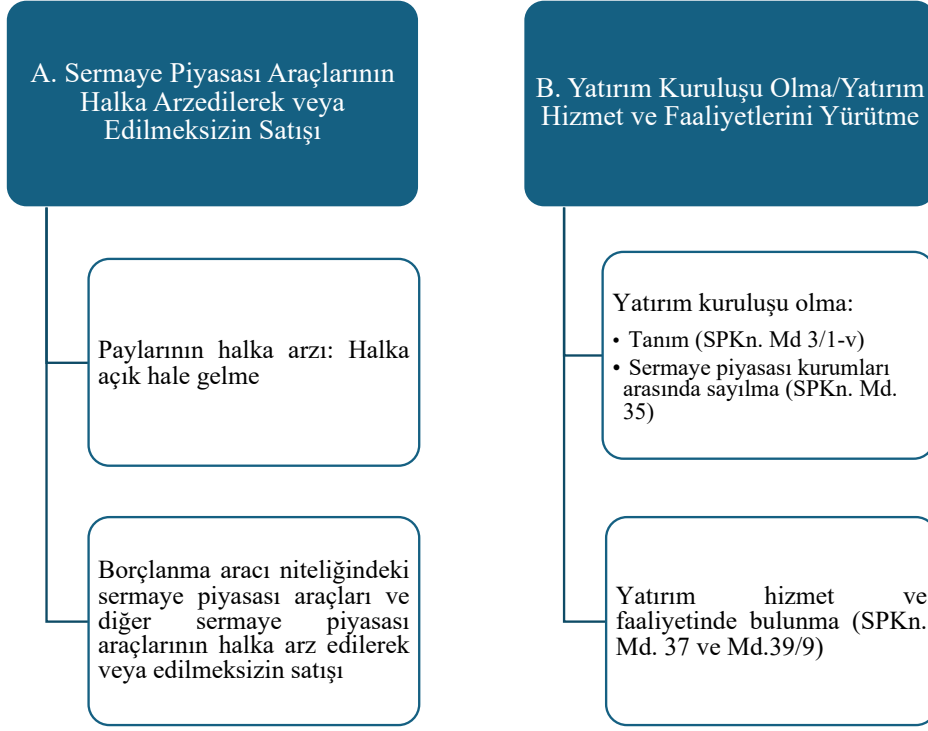 A. Sermaye Piyasası Araçlarının
Halka Arzedilerek veya
Edilmeksizin Satışı
Paylarının halka arzı: Halka
açık hale gelme
Borçlanma aracı niteliğindeki
sermaye piyasası araçları ve
diğer sermaye piyasası
araçlarının halka arz edilerek
veya edilmeksizin satışı
B. Yatırım Kuruluşu Olma/Yatırım
Hizmet ve Faaliyetlerini Yürütme
Yatırım kuruluşu olma:
• Tanım (SPKn. Md 3/1-v)
• Sermaye piyasası kurumları
arasında sayılma (SPKn. Md.
35)
Yatırım hizmet ve
faaliyetinde bulunma (SPKn.
Md. 37 ve Md.39/9)